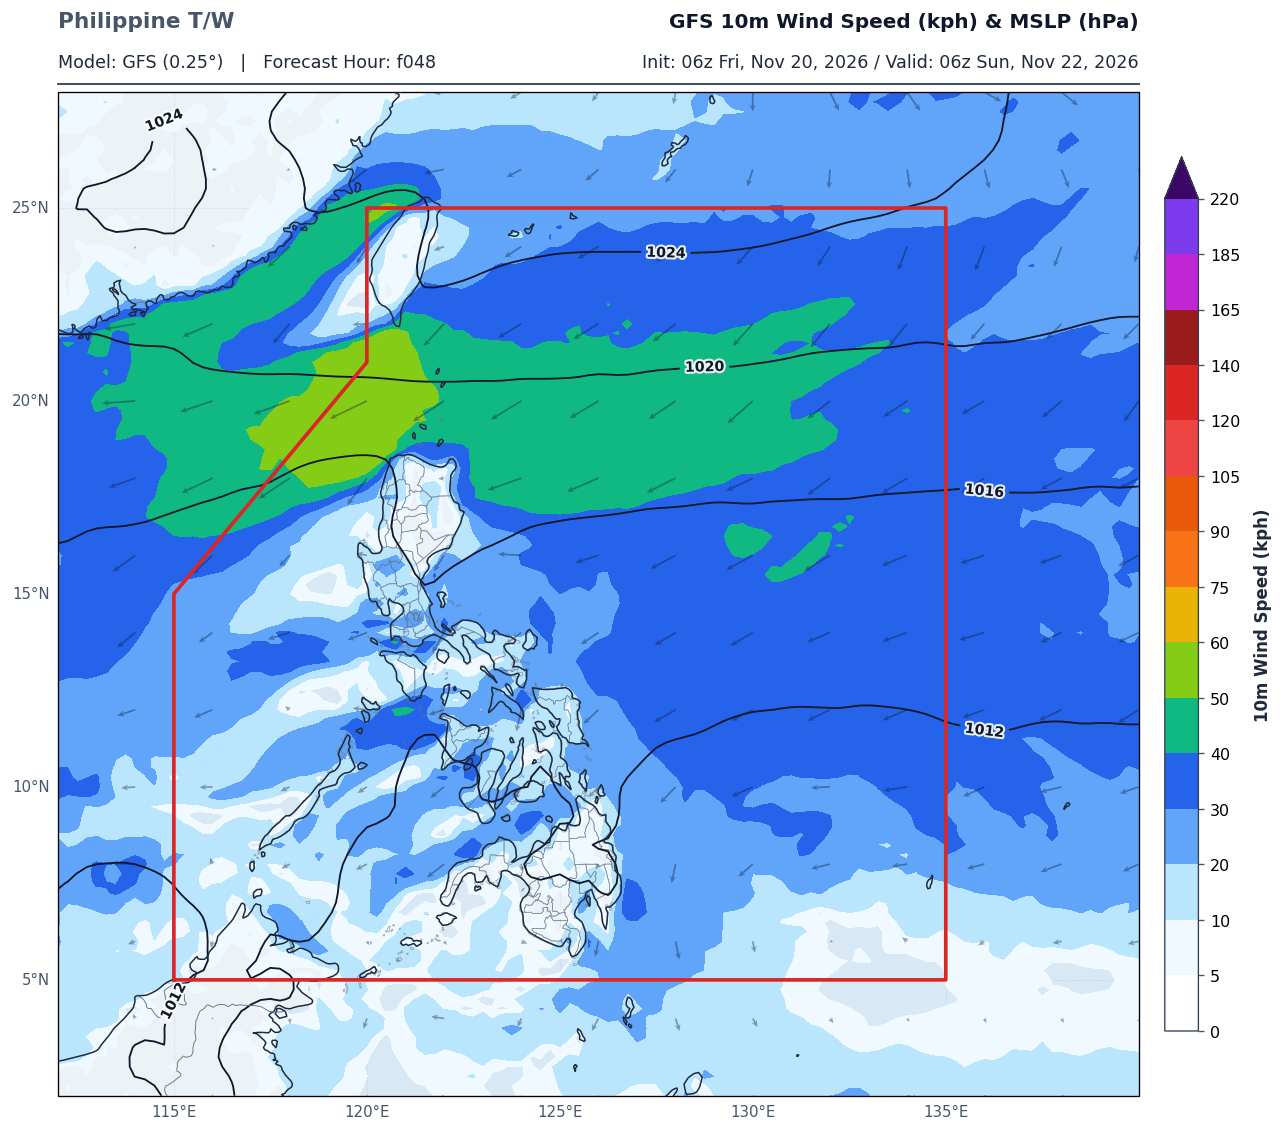 Philippine T/W
GFS 10m Wind Speed (kph) & MSLP (hPa)
Model: GFS (0.25°) | Forecast Hour: f048
Init: 06z Fri, Nov 20, 2026 / Valid: 06z Sun, Nov 22, 2026
1024
1024
1020
1016
1012
1012
25°N
20°N
15°N
10°N
5°N
115°E
120°E
125°E
130°E
135°E
220
185
165
140
120
105
90
75
60
50
40
30
20
10
5
0
10m Wind Speed (kph)